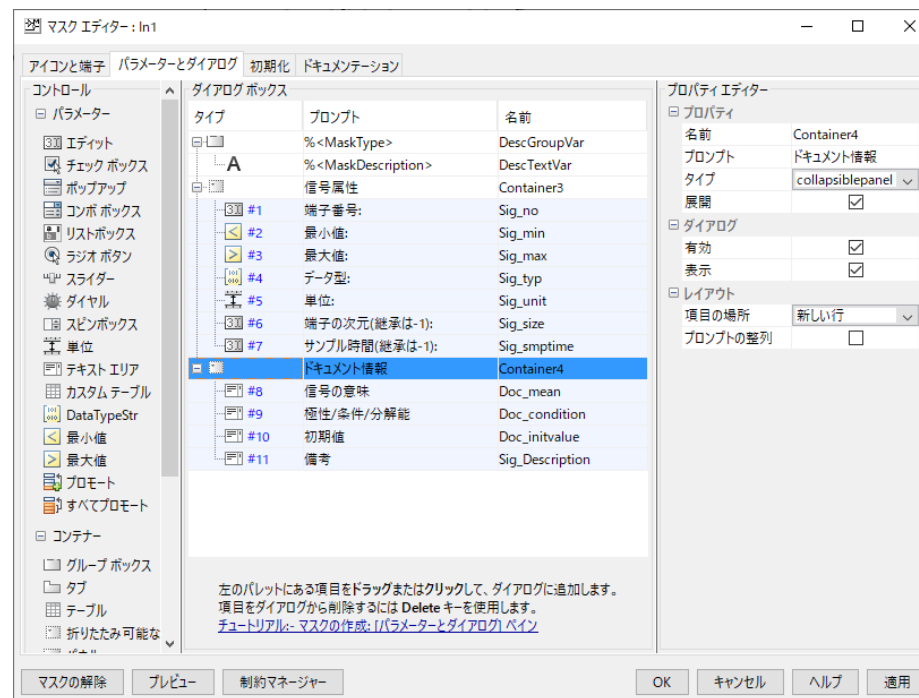 マスク エディター : In1
アイコンと端子
パラメーターとダイアログ
初期化
ドキュメンテーション
コントロール
パラメーター
エディット
チェック ボックス
ポップアップ
コンボ ボックス
リストボックス
ラジオ ボタン
スライダー
ダイヤル
スピンボックス
単位
テキスト エリア
カスタム テーブル
DataTypeStr
最小値
最大値
プロモート
すべてプロモート
コンテナー
グループ ボックス
タブ
テーブル
折りたたみ可能な
ダイアログ ボックス
タイプ プロンプト 名前
%<MaskType> DescGroupVar
A %<MaskDescription> DescTextVar
信号属性 Container3
#1 端子番号: Sig_no
#2 最小値: Sig_min
#3 最大値: Sig_max
#4 データ型: Sig_typ
#5 単位: Sig_unit
#6 端子の次元(継承は-1): Sig_size
#7 サンプル時間(継承は-1): Sig_smptime
ドキュメント情報 Container4
#8 信号の意味 Doc_mean
#9 極性/条件/分解能 Doc_condition
#10 初期値 Doc_initvalue
#11 備考 Sig_Description
左のパレットにある項目をドラッグまたはクリックして、ダイアログに追加します。
項目をダイアログから削除するには Delete キーを使用します。
チュートリアル:- マスクの作成: [パラメーターとダイアログ] ペイン
プロパティ エディター
プロパティ
名前 Container4
プロンプト ドキュメント情報
タイプ collapsiblepanel
展開
ダイアログ
有効
表示
レイアウト
項目の場所 新しい行
プロンプトの整列
マスクの解除
プレビュー
制約マネージャー
OK
キャンセル
ヘルプ
適用